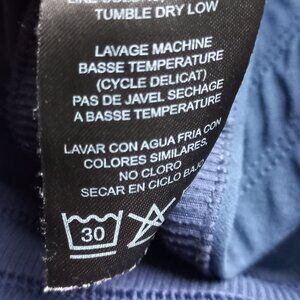 TUMBLE DRY LOW
LAVAGE MACHINE
BASSE TEMPERATURE
(CYCLE DELICAT)
PAS DE JAVEL SECHAGE
A BASSE TEMPERATURE
LAVAR CON AGUA FRIA CON
COLORES SIMILARES,
NO CLORO
SECAR EN CICLO BAJO
30